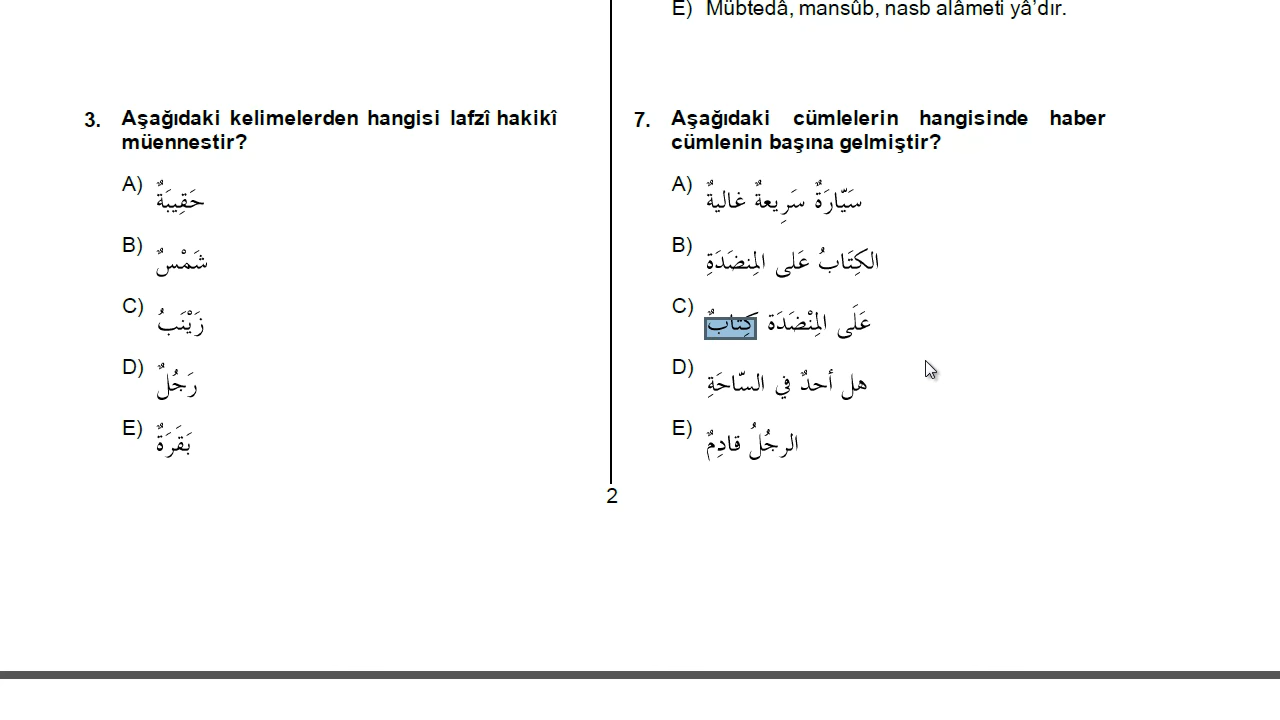 E) Mübtedâ, mansûb, nasb alâmeti yâ’dır.
3. Aşağıdaki kelimelerden hangisi lafzî hakikî
müennestir?
A) حَقِيبَةٌ
B) شَمْسٌ
C) زَيْنَبُ
D) رَجُلٌ
E) بَقَرَةٌ
7. Aşağıdaki cümlelerin hangisinde haber
cümlenin başına gelmiştir?
A) سَيّارَةٌ سَرِيعةٌ غاليةٌ
B) الكِتَابُ عَلى المِنضَدَةِ
C) عَلَى المِنْضَدَة كِتابٌ
D) هل أحدٌ في السّاحَةِ
E) الرجُلُ قادِمٌ
2